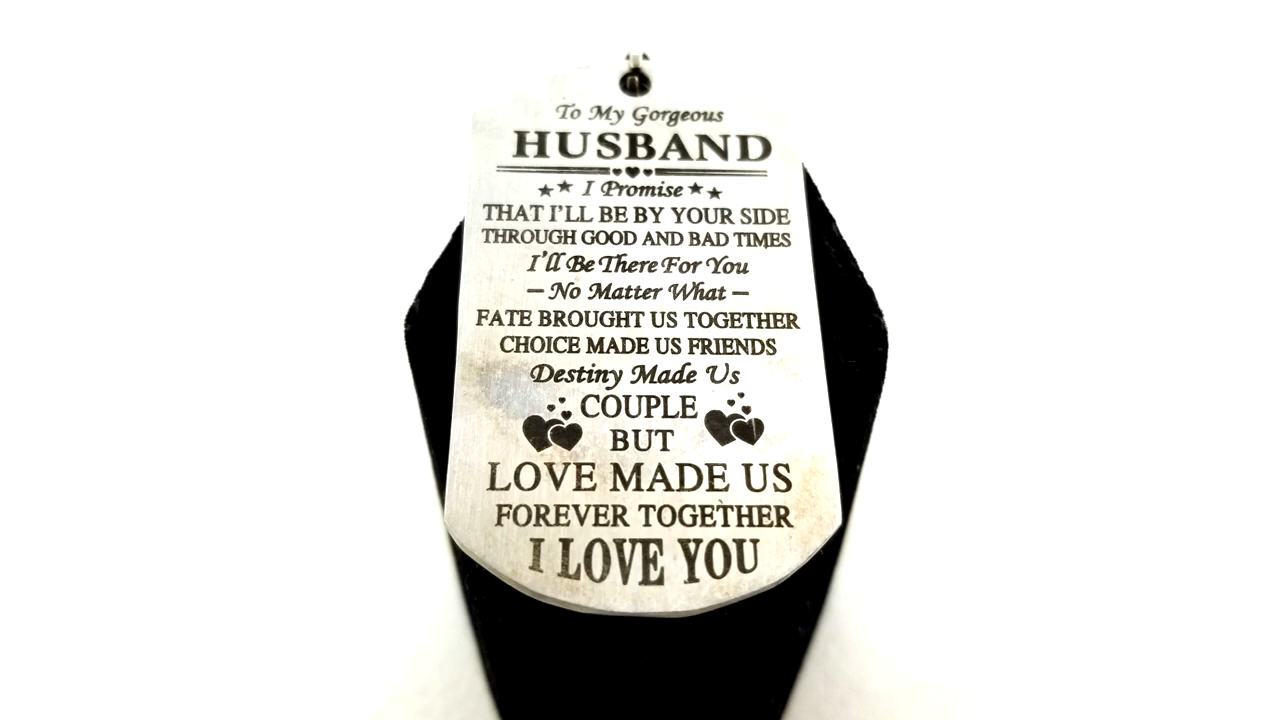 To My Gorgeous
HUSBAND
I Promise
THAT I'LL BE BY YOUR SIDE
THROUGH GOOD AND BAD TIMES
I'll Be There For You
– No Matter What –
FATE BROUGHT US TOGETHER
CHOICE MADE US FRIENDS
Destiny Made Us
COUPLE
BUT
LOVE MADE US
FOREVER TOGETHER
I LOVE YOU